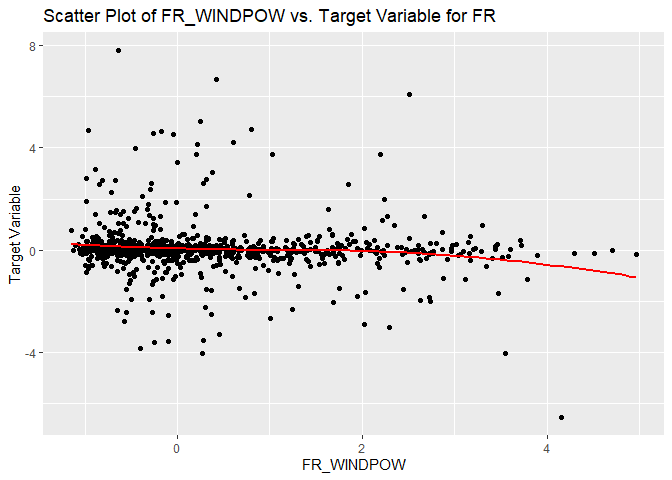 Scatter Plot of FR_WINDPOW vs. Target Variable for FR
8
4
0
-4
Target Variable
0
2
4
FR_WINDPOW